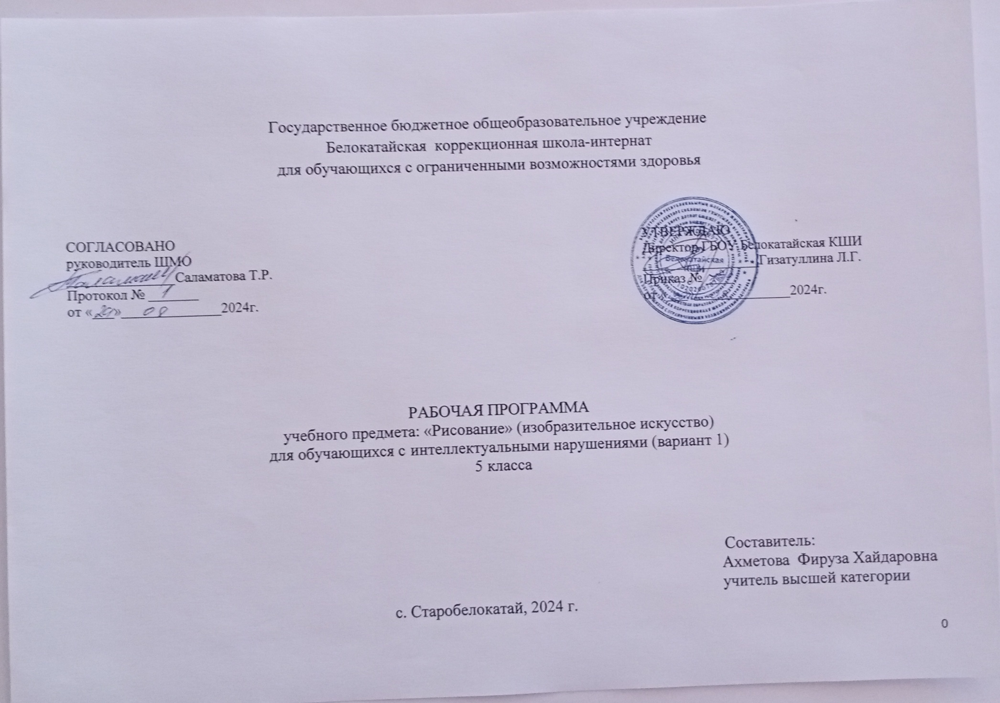 Государственное бюджетное общеобразовательное учреждение
Белокатайская коррекционная школа-интернат
для обучающихся с ограниченными возможностями здоровья
СОГЛАСОВАНО
руководитель ШМО
Саламатова Т.Р.
Протокол № 1
от «29» 08 2024г.
УТВЕРЖДАЮ
Директор ГБОУ Белокатайская КШИ
Гизатуллина Л.Г.
Приказ №
от 2024г.
Белокатайская
КШИ
РАБОЧАЯ ПРОГРАММА
учебного предмета: «Рисование» (изобразительное искусство)
для обучающихся с интеллектуальными нарушениями (вариант 1)
5 класса
Составитель:
Ахметова Фируза Хайдаровна
учитель высшей категории
с. Старобелокатай, 2024 г.
0